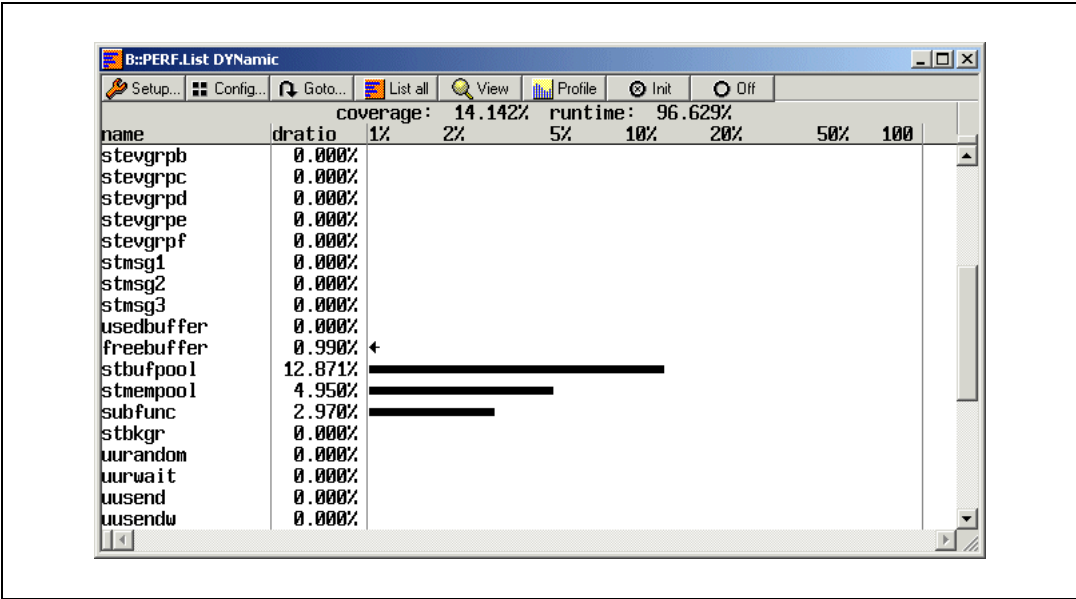 B::PERF.List DYNamic
Setup... Config... Goto... List all View Profile Init Off
coverage: 14.142% runtime: 96.629%
name dratio 1% 2% 5% 10% 20% 50% 100
stevgrpb 0.000%
stevgrpc 0.000%
stevgrpd 0.000%
stevgrpe 0.000%
stevgrpf 0.000%
stmsg1 0.000%
stmsg2 0.000%
stmsg3 0.000%
usedbuffer 0.000%
freebuffer 0.990%
stbufpool 12.871%
stmempool 4.950%
subfunc 2.970%
stbkgr 0.000%
uurandom 0.000%
uurwait 0.000%
uusend 0.000%
uusendw 0.000%